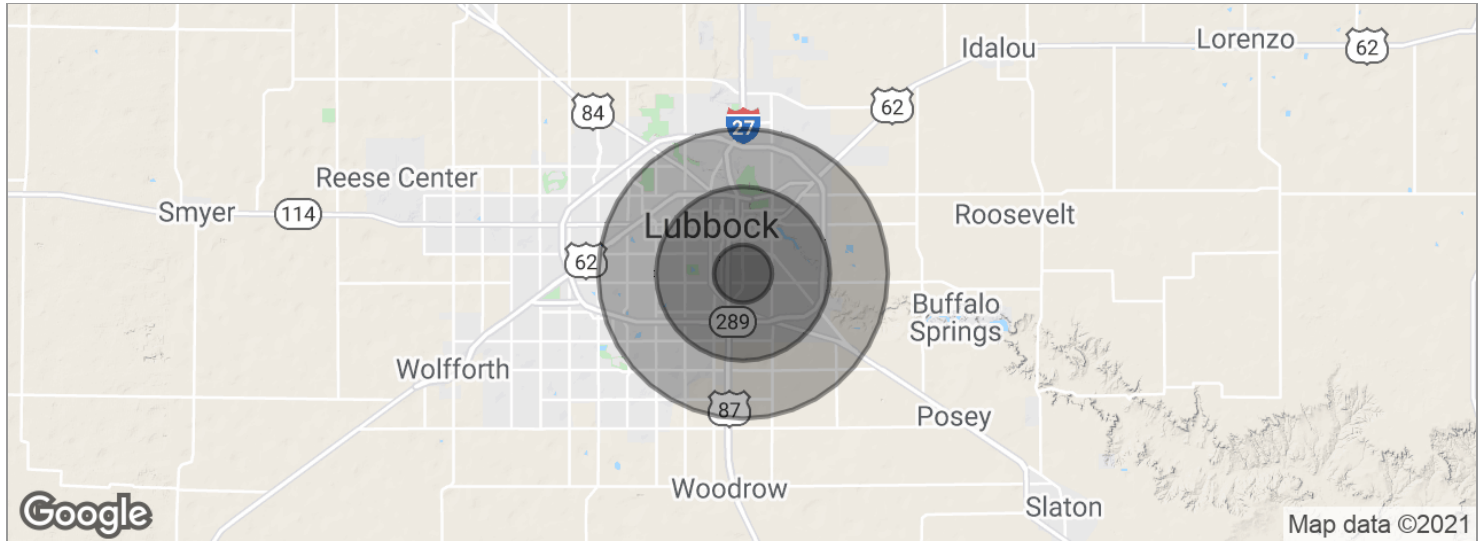 Idalou
Lorenzo
62
84
62
27
Reese Center
Smyer
114
Roosevelt
Lubbock
62
Buffalo
Springs
289
Wolfforth
87
Posey
Woodrow
Slaton
Google
Map data ©2021